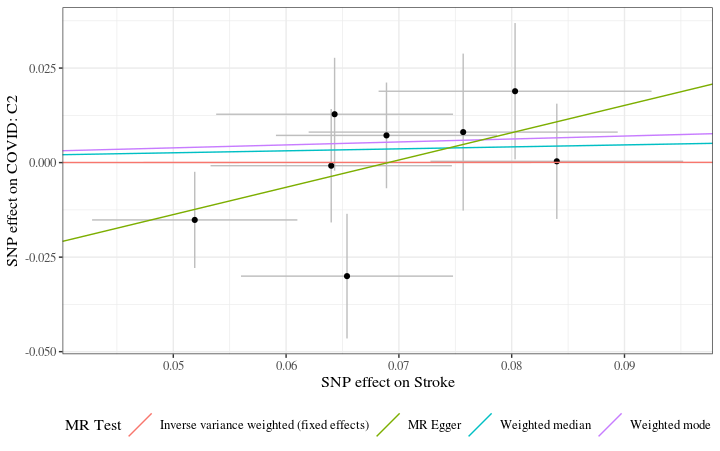 SNP effect on COVID: C2
0.025
0.000
-0.025
-0.050
0.05 0.06 0.07 0.08 0.09
SNP effect on Stroke
MR Test Inverse variance weighted (fixed effects) MR Egger Weighted median Weighted mode